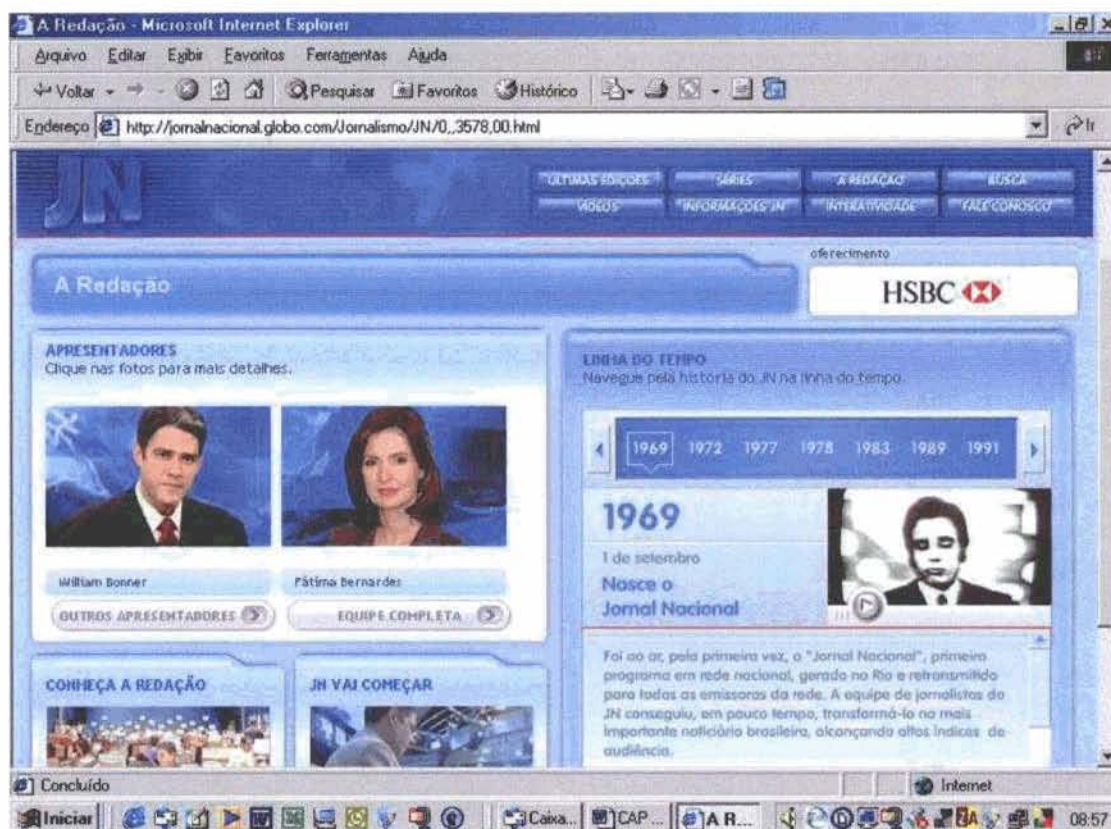 A Redação - Microsoft Internet Explorer
Arquivo Editar Exibir Favoritos Ferramentas Ajuda
Voltar Pesquisar Favoritos Histórico
Endereço http://jornalnacional.globo.com/Jornalismo/JN/0,,3578,00.html Ir
JN
ÚLTIMAS EDIÇÕES SÉRIES A REDAÇÃO BUSCA
VÍDEOS INFORMAÇÕES JN INTERATIVIDADE FALE CONOSCO
oferecimento
A Redação
HSBC
APRESENTADORES
Clique nas fotos para mais detalhes.
William Bonner Fátima Bernardes
OUTROS APRESENTADORES EQUIPE COMPLETA
CONHEÇA A REDAÇÃO JN VAI COMEÇAR
LINHA DO TEMPO
Navegue pela história do JN na linha do tempo.
1969 1972 1977 1978 1983 1989 1991
1969
1 de setembro
Nasce o
Jornal Nacional
Foi ao ar, pela primeira vez, o "Jornal Nacional", primeiro
programa em rede nacional, gerado no Rio e retransmitido
para todas as emissoras da rede. A equipe de jornalistas do
JN conseguiu, em pouco tempo, transformá-lo no mais
importante noticiário brasileiro, alcançando altos índices de
audiência.
Concluído Internet
Iniciar Caixa... CAP ... A R... 08:57